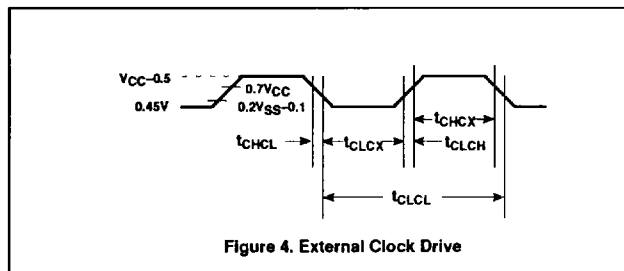 VCC–0.5
0.7VCC
0.45V
0.2VSS–0.1
tCHCX
tCHCL
tCLCX
tCLCH
tCLCL
Figure 4. External Clock Drive